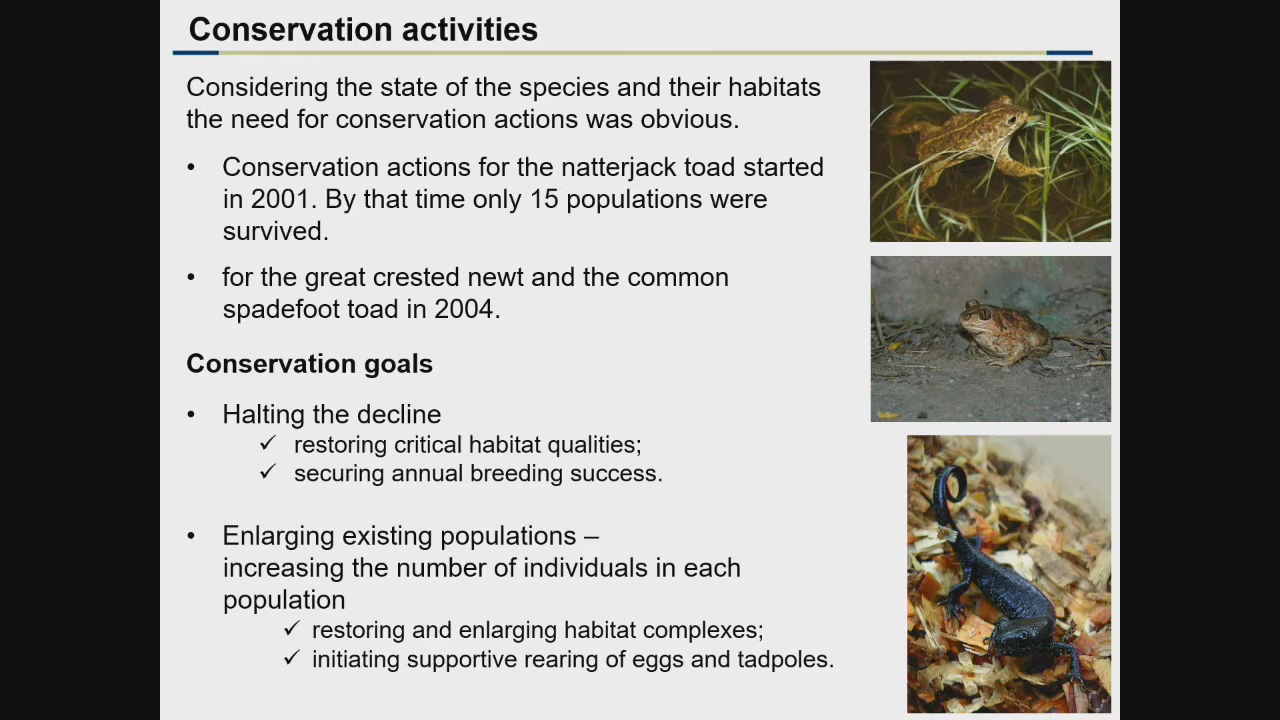 Conservation activities
Considering the state of the species and their habitats
the need for conservation actions was obvious.
• Conservation actions for the natterjack toad started
in 2001. By that time only 15 populations were
survived.
• for the great crested newt and the common
spadefoot toad in 2004.
Conservation goals
• Halting the decline
✓ restoring critical habitat qualities;
✓ securing annual breeding success.
• Enlarging existing populations –
increasing the number of individuals in each
population
✓ restoring and enlarging habitat complexes;
✓ initiating supportive rearing of eggs and tadpoles.